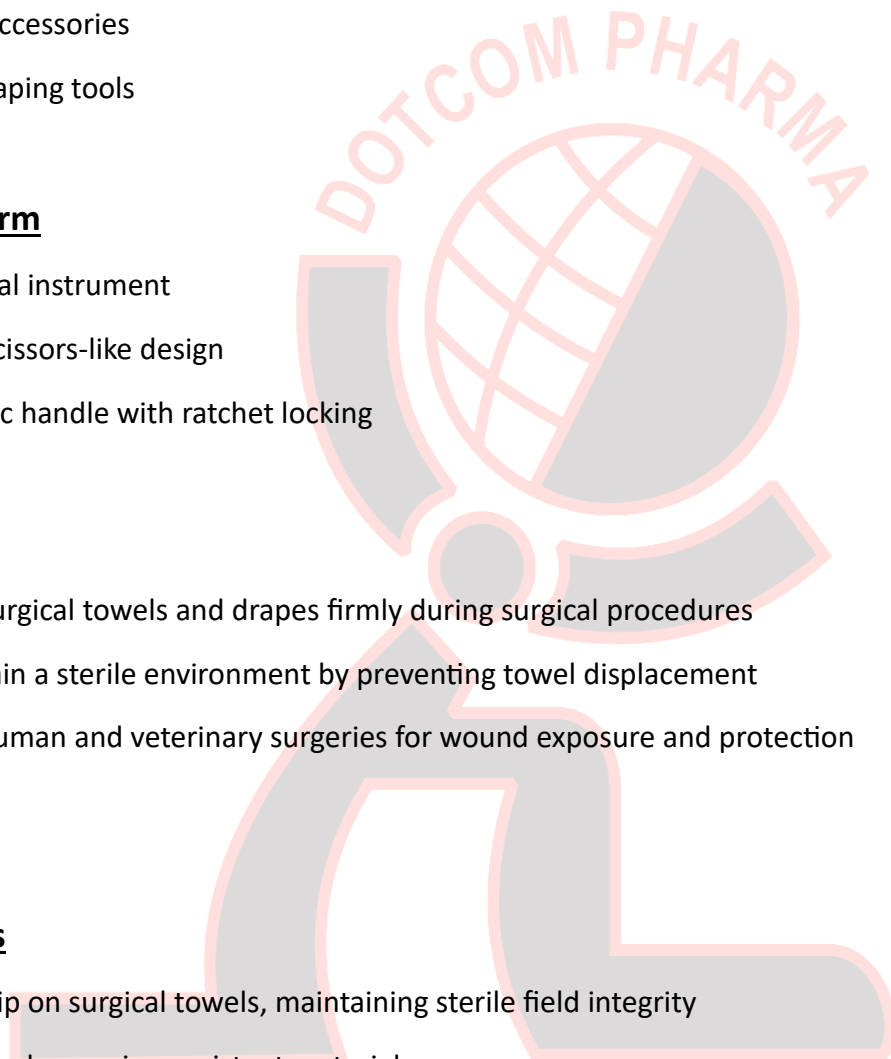 DOTCOM PHARMA
ccessories
aping tools
rm
al instrument
cissors-like design
c handle with ratchet locking
urgical towels and drapes firmly during surgical procedures
in a sterile environment by preventing towel displacement
uman and veterinary surgeries for wound exposure and protection
s
ip on surgical towels, maintaining sterile field integrity